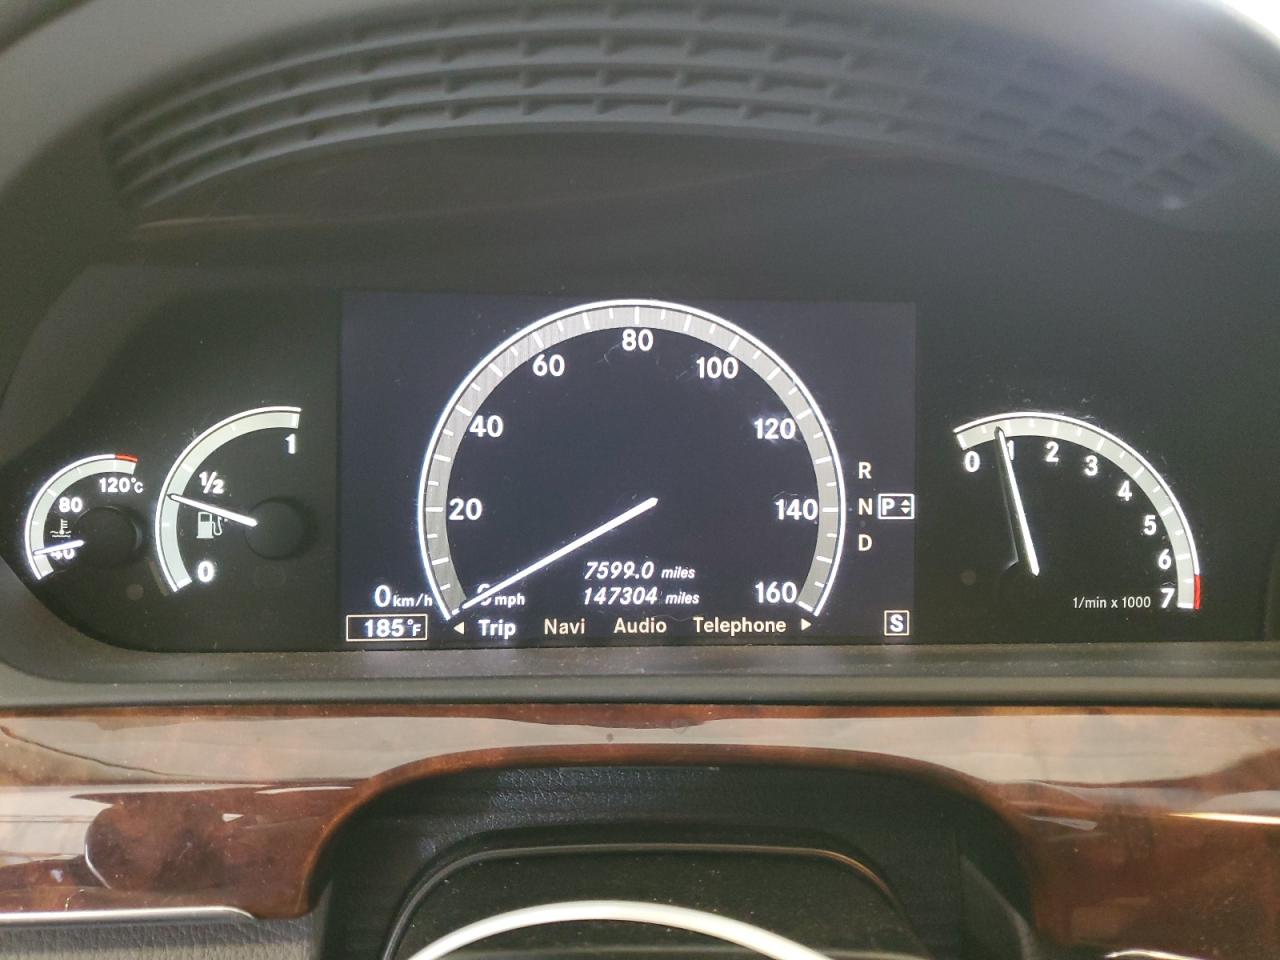 80
60
100
40
120
20
140
160
0 km/h
0 mph
7599.0 miles
147304 miles
185°F
Trip Navi Audio Telephone
R
N P
D
S
120°C
80
40
1
1/2
0
0 1 2 3 4 5 6 7
1/min x 1000